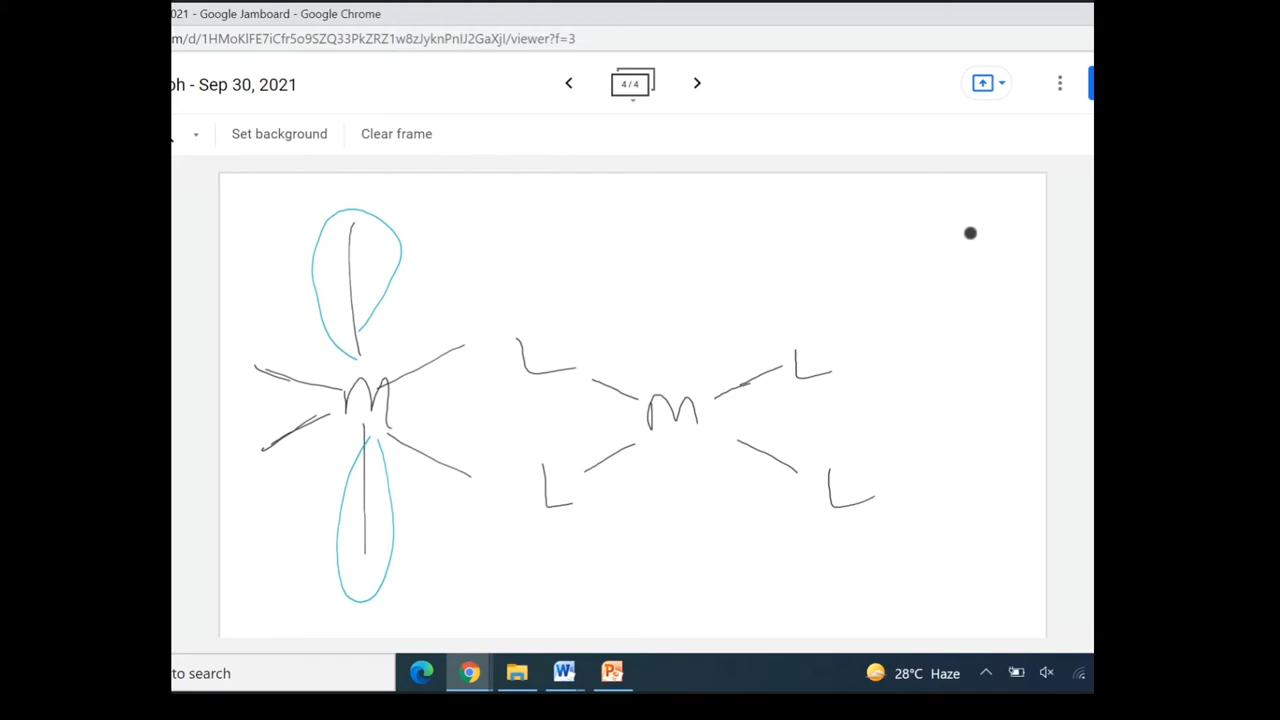 021 - Google Jamboard - Google Chrome
m/d/1HMoKlFE7iCfr5o9SZQ33PkZRZ1w8zJyknPnIJ2GaXjI/viewer?f=3
ph - Sep 30, 2021
4 / 4
Set background
Clear frame
L
L
m
m
L
L
to search
28°C Haze